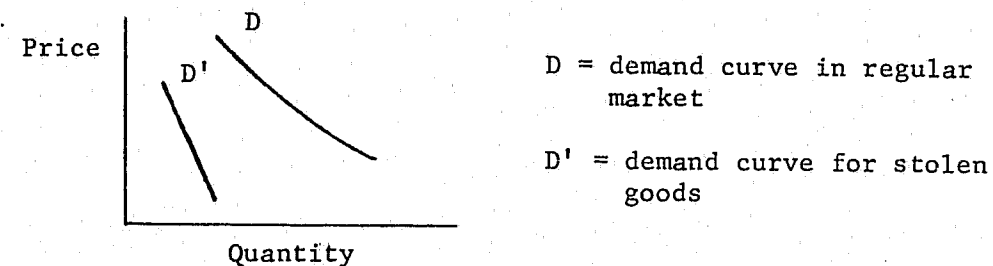 D
Price
D'
D = demand curve in regular
market
D' = demand curve for stolen
goods
Quantity